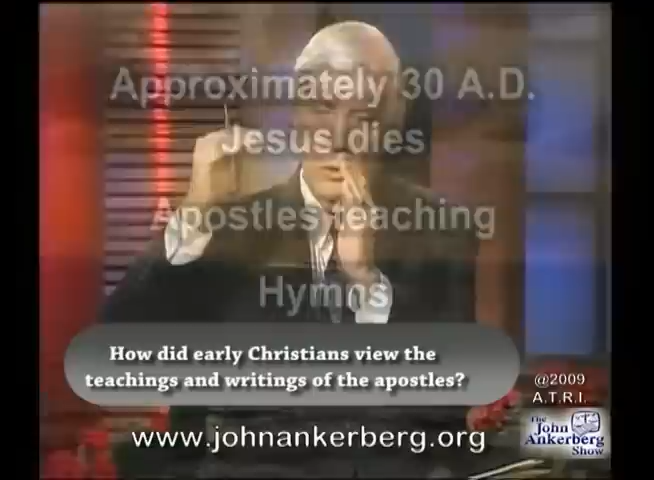 Approximately 30 A.D.
Jesus dies
Apostles teaching
Hymns
How did early Christians view the
teachings and writings of the apostles?
@2009
A.T.R.I.
www.johnankerberg.org
The
John
Ankerberg
Show